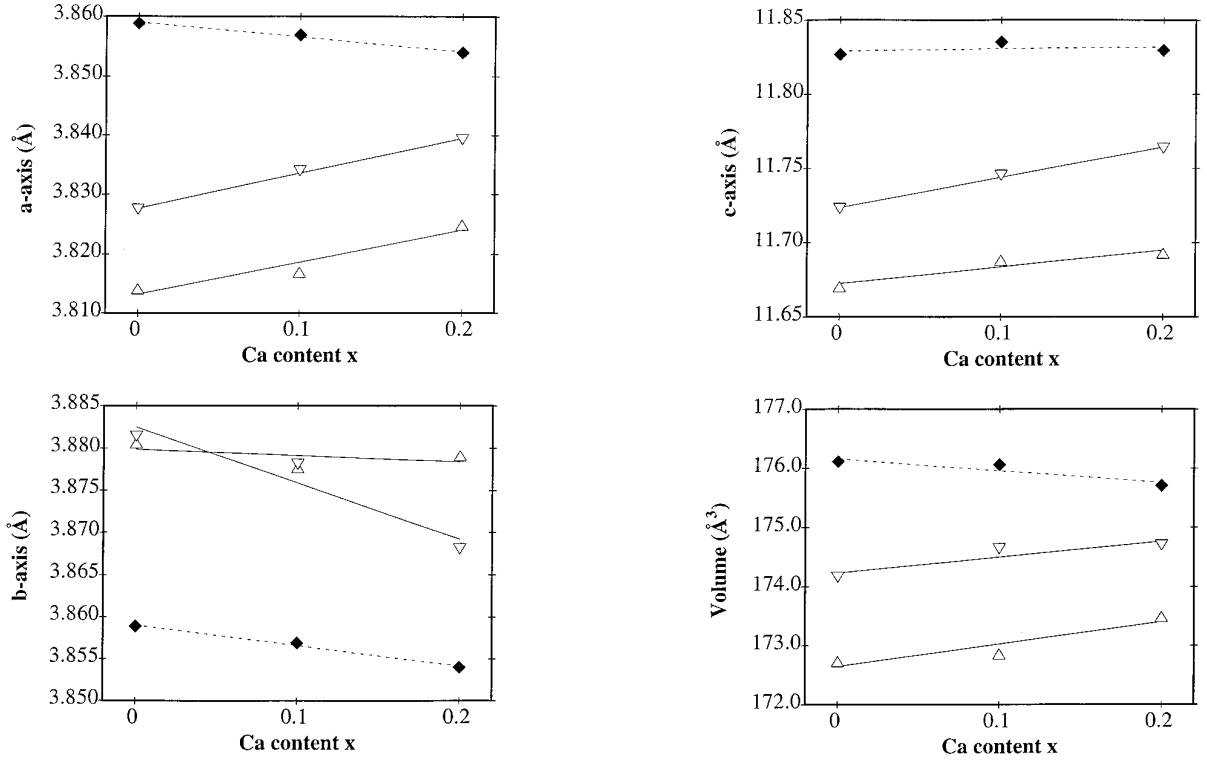 3.860
3.850
3.840
3.830
3.820
3.810
a-axis (Å)
0 0.1 0.2
Ca content x
11.85
11.80
11.75
11.70
11.65
c-axis (Å)
0 0.1 0.2
Ca content x
3.885
3.880
3.875
3.870
3.865
3.860
3.855
3.850
b-axis (Å)
0 0.1 0.2
Ca content x
177.0
176.0
175.0
174.0
173.0
172.0
Volume (Å³)
0 0.1 0.2
Ca content x